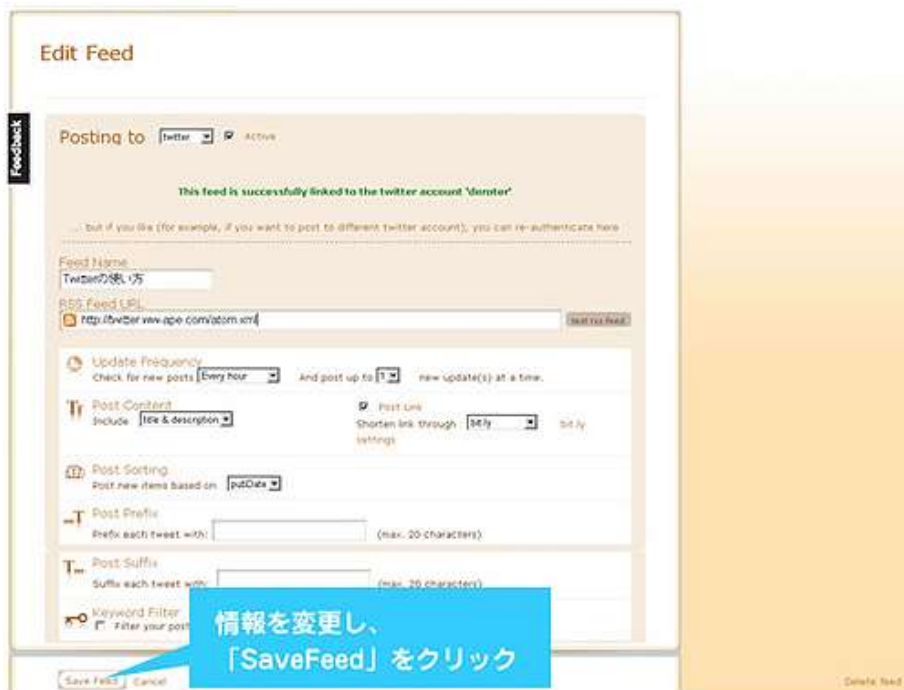 Edit Feed
Feedback
Posting to twitter Active
This feed is successfully linked to the twitter account 'deroter'
... but if you like (for example, if you want to post to different twitter account), you can re-authenticate here
Feed Name
Twitterの使い方
RSS Feed URL
http://twitter.ww-ape.com/atom.xml
test rss feed
Update Frequency
Check for new posts Every hour And post up to 1 new update(s) at a time.
Post Content
Include title & description
Post Link
Shorten link through bit.ly bit.ly
settings
Post Sorting
Post new items based on pubDate
Post Prefix
Prefix each tweet with: (max. 20 characters)
Post Suffix
Suffix each tweet with: (max. 20 characters)
Keyword Filter
Filter your post
情報を変更し、
「SaveFeed」をクリック
Save Feed Cancel
Delete feed